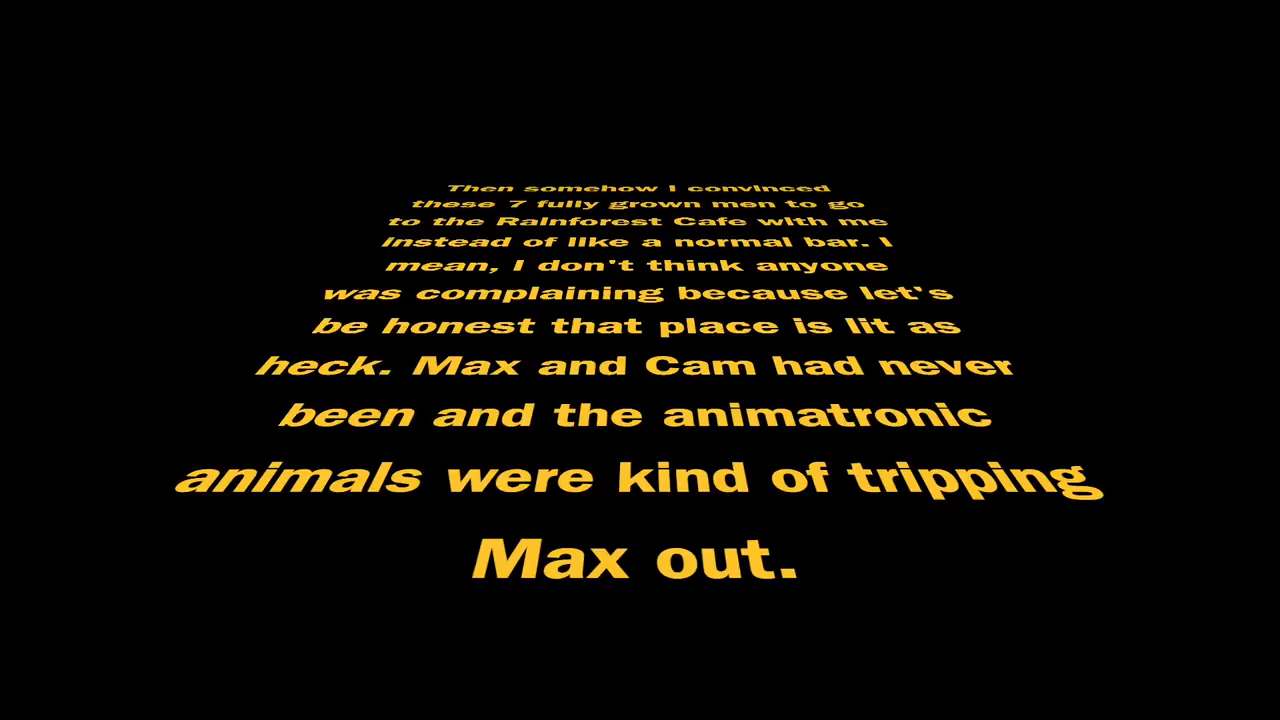 Then somehow I convinced
these 7 fully grown men to go
to the Rainforest Cafe with me
instead of like a normal bar. I
mean, I don't think anyone
was complaining because let's
be honest that place is lit as
heck. Max and Cam had never
been and the animatronic
animals were kind of tripping
Max out.